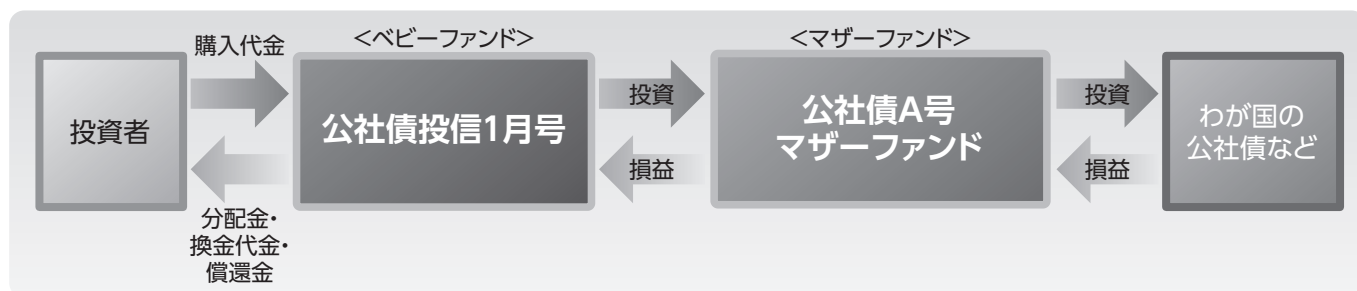 購入代金
<ベビーファンド>
<マザーファンド>
投資者
公社債投信1月号
投資
公社債A号
マザーファンド
投資
わが国の
公社債など
損益
損益
分配金・
換金代金・
償還金